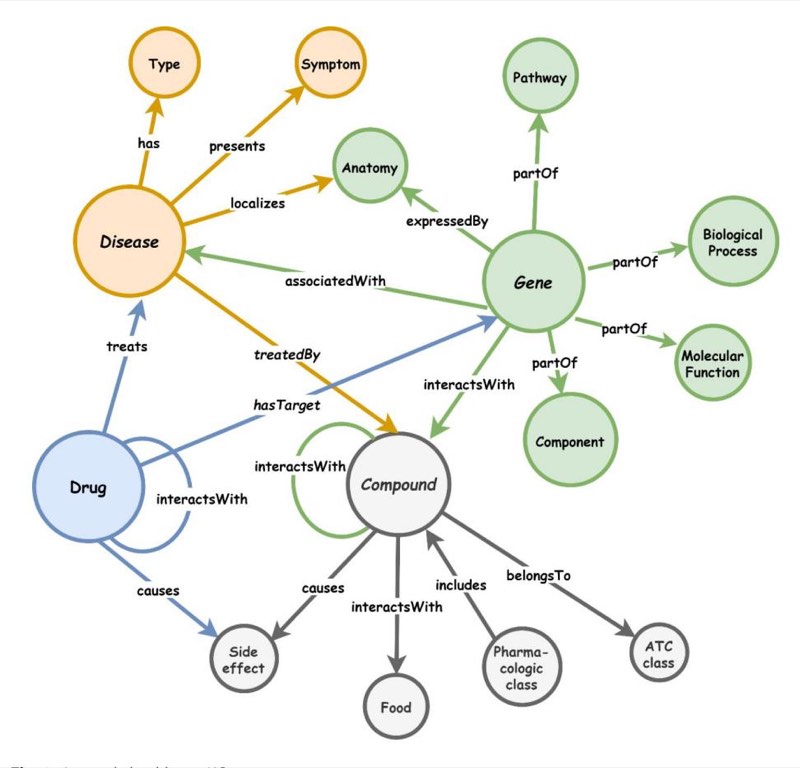 Type
Symptom
Pathway
has
presents
Anatomy
partOf
localizes
expressedBy
Disease
Biological
Process
partOf
associatedWith
Gene
partOf
treats
treatedBy
partOf
Molecular
Function
interactsWith
hasTarget
Component
interactsWith
Compound
Drug
interactsWith
causes
causes
interactsWith
includes
belongsTo
Side
effect
Pharma-
cologic
class
ATC
class
Food